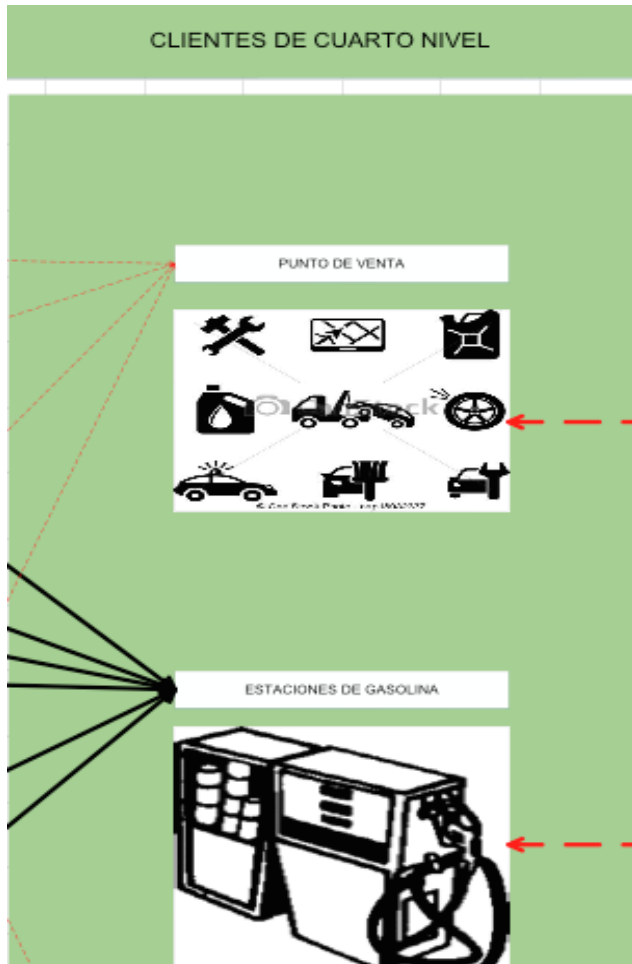 CLIENTES DE CUARTO NIVEL
PUNTO DE VENTA
ESTACIONES DE GASOLINA